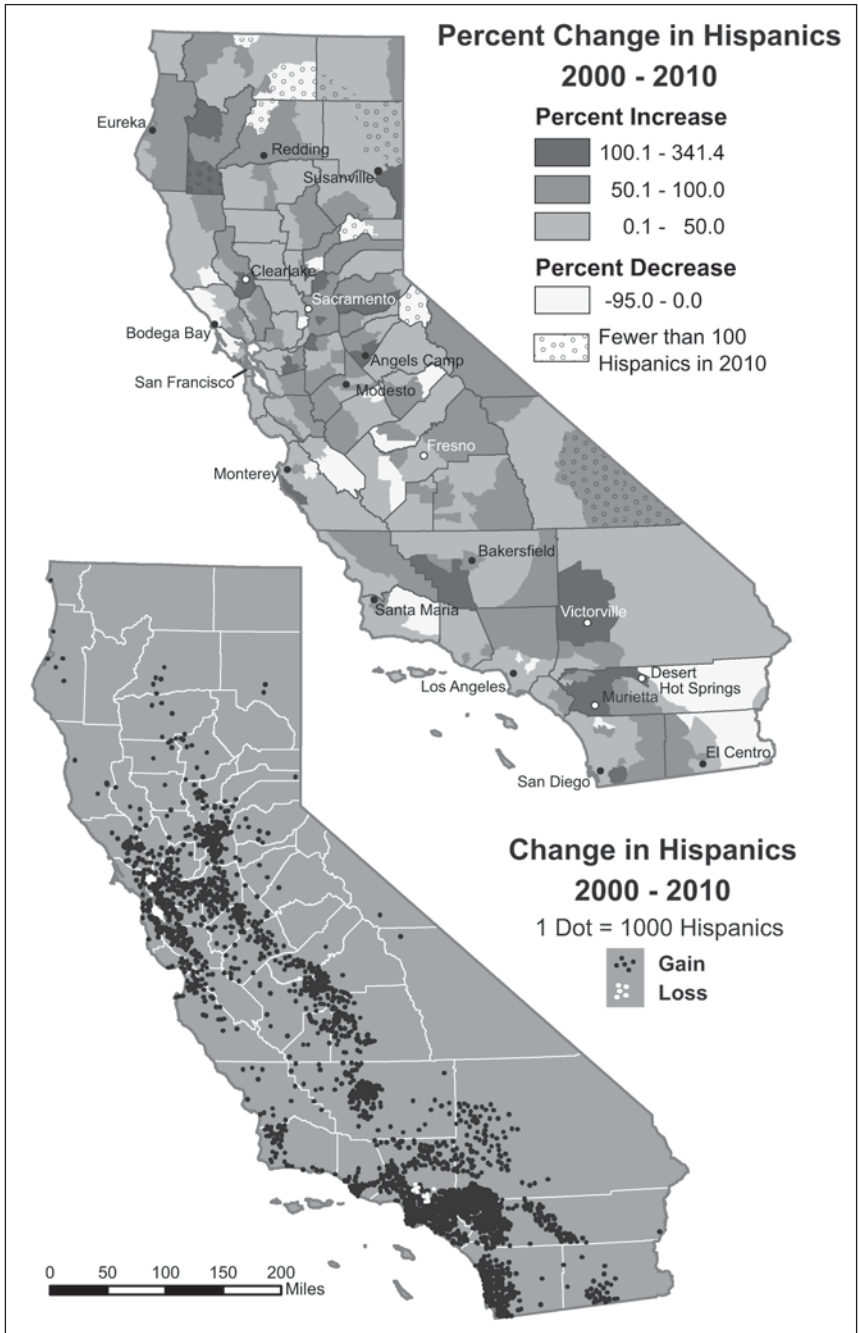 Percent Change in Hispanics
2000 - 2010
Percent Increase
100.1 - 341.4
50.1 - 100.0
0.1 - 50.0
Percent Decrease
-95.0 - 0.0
Fewer than 100
Hispanics in 2010
Eureka
Redding
Susanville
Clearlake
Sacramento
Bodega Bay
Angels Camp
San Francisco
Modesto
Fresno
Monterey
Bakersfield
Santa Maria
Victorville
Los Angeles
Desert
Hot Springs
Murietta
El Centro
San Diego
Change in Hispanics
2000 - 2010
1 Dot = 1000 Hispanics
Gain
Loss
0 50 100 150 200
Miles